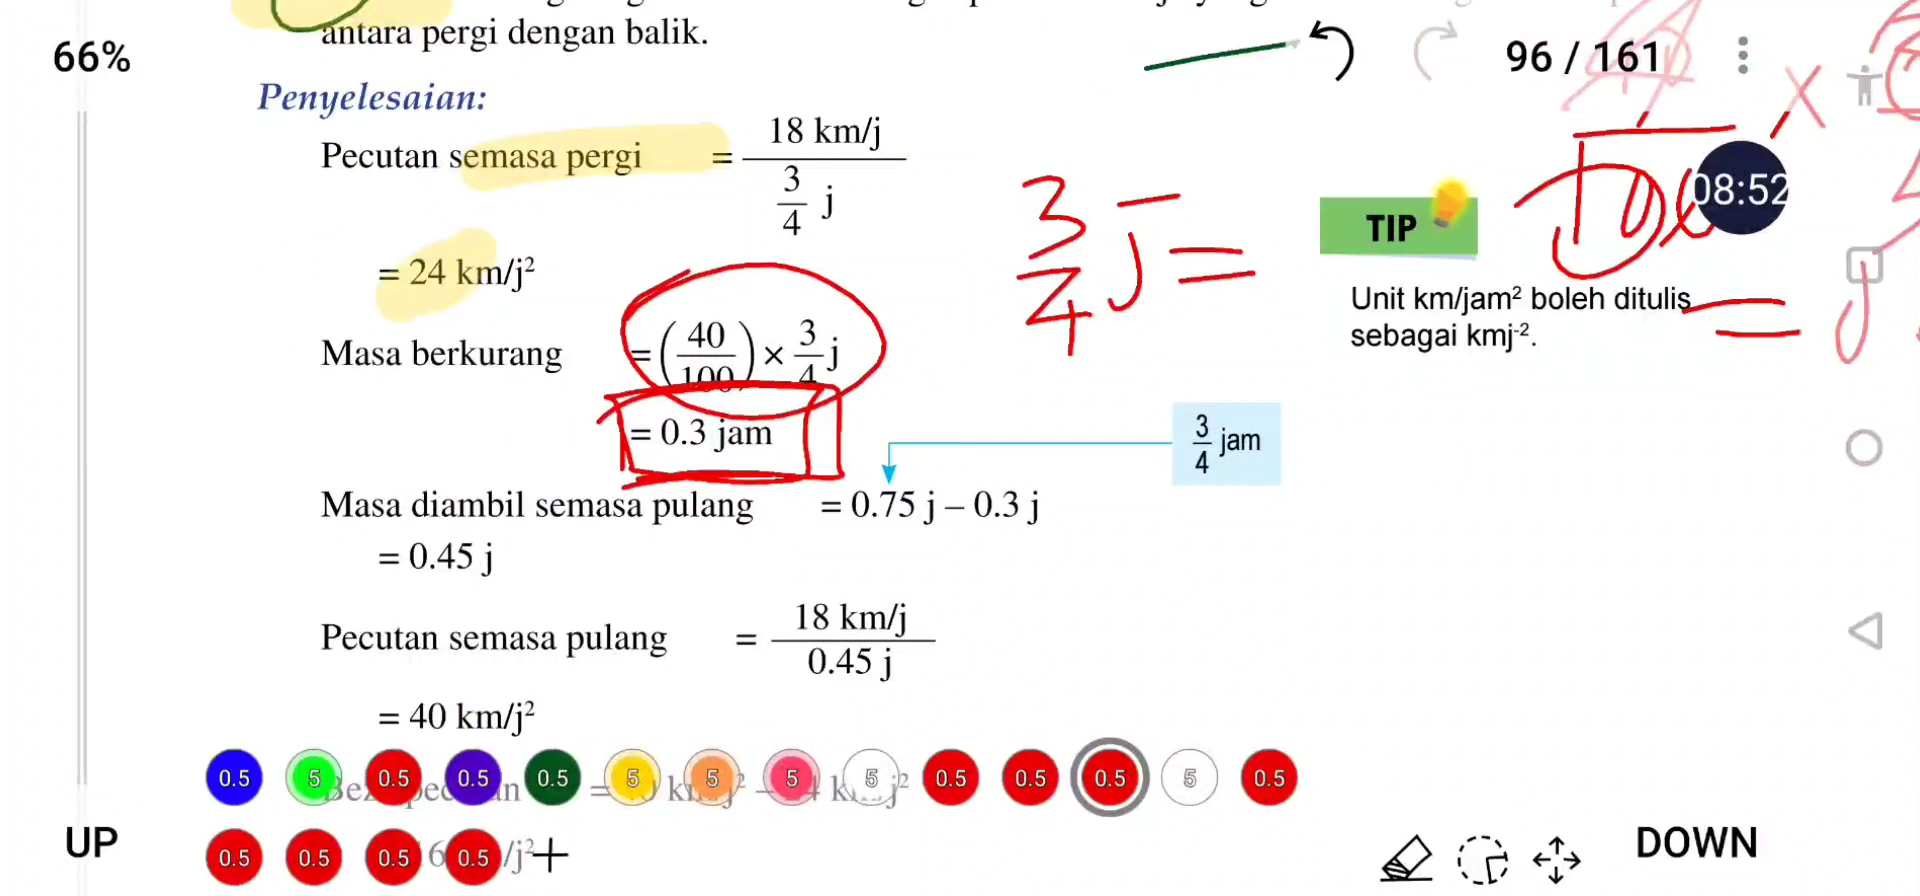 antara pergi dengan balik.
66%
96 / 161
Penyelesaian:
Pecutan semasa pergi = 18 km/j / 3/4 j
08:52
TIP
3/4 j =
= 24 km/j²
Unit km/jam² boleh ditulis
sebagai kmj⁻².
= j
Masa berkurang = (40/100) × 3/4 j
= 0.3 jam
3/4 jam
Masa diambil semasa pulang = 0.75 j – 0.3 j
= 0.45 j
Pecutan semasa pulang = 18 km/j / 0.45 j
= 40 km/j²
0.5 5 0.5 0.5 0.5 5 5 5 5 0.5 0.5 0.5 5 0.5
UP
0.5 0.5 0.5 0.5 /j²
DOWN